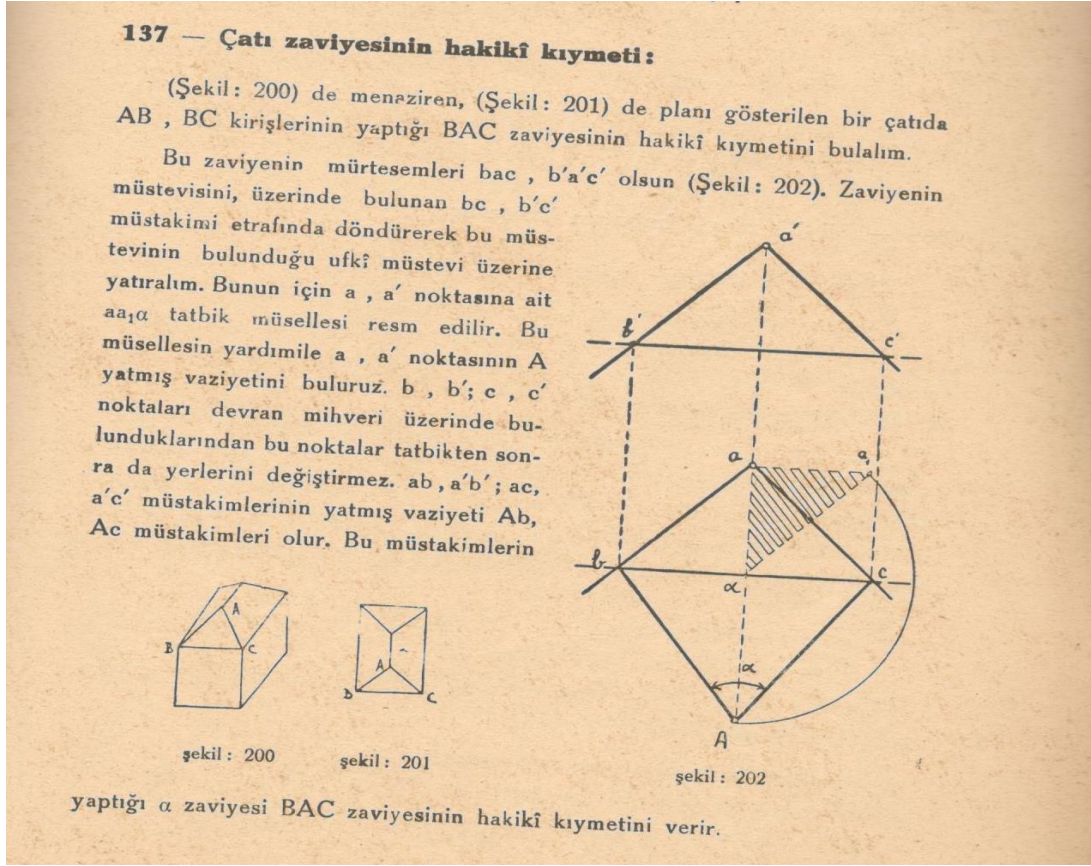 137 — Çatı zaviyesinin hakikî kıymeti:
(Şekil: 200) de menaziren, (Şekil: 201) de planı gösterilen bir çatıda
AB , BC kirişlerinin yaptığı BAC zaviyesinin hakikî kıymetini bulalım.
Bu zaviyenin mürtesemleri bac , b′a′c′ olsun (Şekil: 202). Zaviyenin
müstevisini, üzerinde bulunan bc , b′c′
müstakimi etrafında döndürerek bu müs-
tevinin bulunduğu ufkî müstevi üzerine
yatıralım. Bunun için a , a′ noktasına ait
aa₁α tatbik müsellesi resm edilir. Bu
müsellesin yardımile a , a′ noktasının A
yatmış vaziyetini buluruz. b , b′; c , c′
noktaları devran mihveri üzerinde bu-
lunduklarından bu noktalar tatbikten son-
ra da yerlerini değiştirmez. ab , a′b′ ; ac,
a′c′ müstakimlerinin yatmış vaziyeti Ab,
Ac müstakimleri olur. Bu müstakimlerin
a′
b′
c′
a
a₁
b
α
c
α
A
şekil : 202
A
B
C
şekil : 200
A
B
C
şekil : 201
yaptığı α zaviyesi BAC zaviyesinin hakikî kıymetini verir.